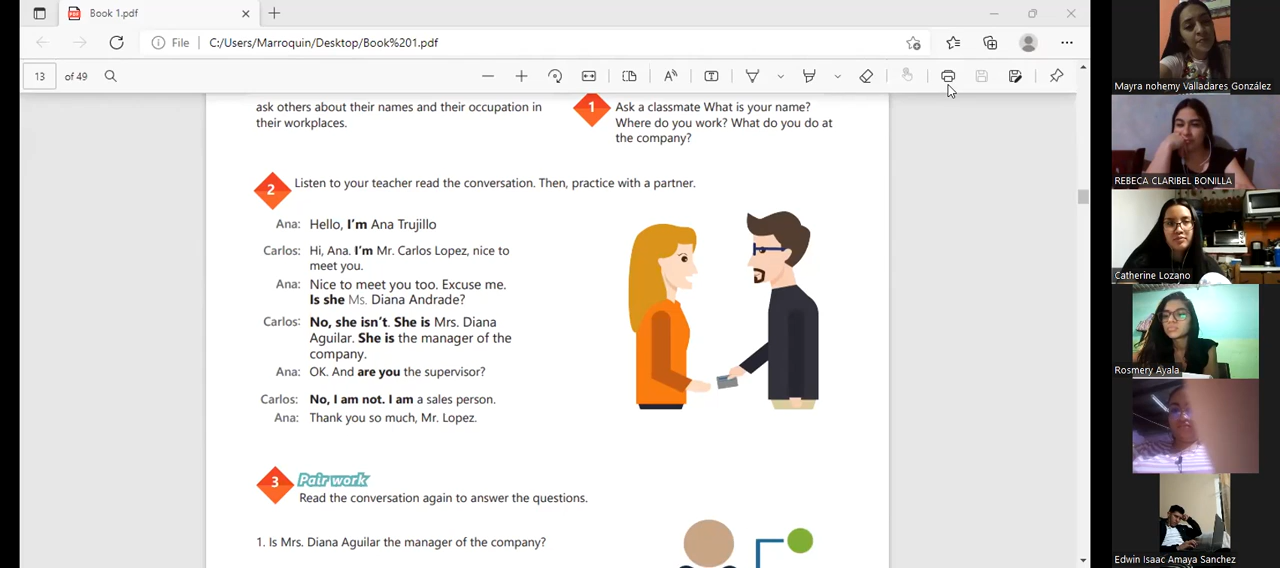 Book 1.pdf
File
C:/Users/Marroquin/Desktop/Book%201.pdf
13
of 49
ask others about their names and their occupation in
their workplaces.
1
Ask a classmate What is your name?
Where do you work? What do you do at
the company?
2
Listen to your teacher read the conversation. Then, practice with a partner.
Ana: Hello, I'm Ana Trujillo
Carlos: Hi, Ana. I'm Mr. Carlos Lopez, nice to
meet you.
Ana: Nice to meet you too. Excuse me.
Is she Ms. Diana Andrade?
Carlos: No, she isn't. She is Mrs. Diana
Aguilar. She is the manager of the
company.
Ana: OK. And are you the supervisor?
Carlos: No, I am not. I am a sales person.
Ana: Thank you so much, Mr. Lopez.
3
Pair work
Read the conversation again to answer the questions.
1. Is Mrs. Diana Aguilar the manager of the company?
Mayra nohemy Valladares González
REBECA CLARIBEL BONILLA
Catherine Lozano
Rosmery Ayala
Edwin Isaac Amaya Sanchez